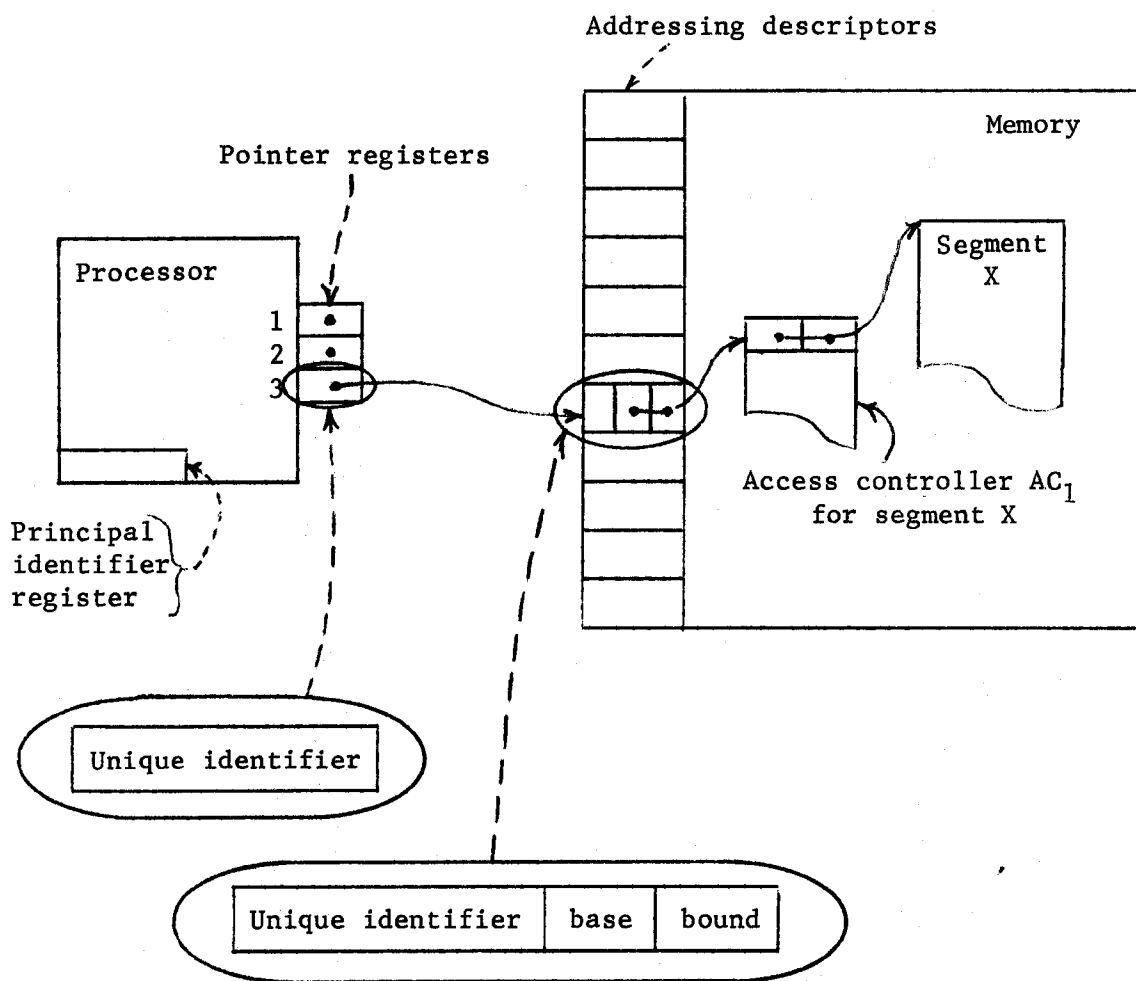 Addressing descriptors
Memory
Pointer registers
Segment
X
Processor
1
2
3
Access controller AC1
for segment X
Principal
identifier
register
Unique identifier
Unique identifier base bound